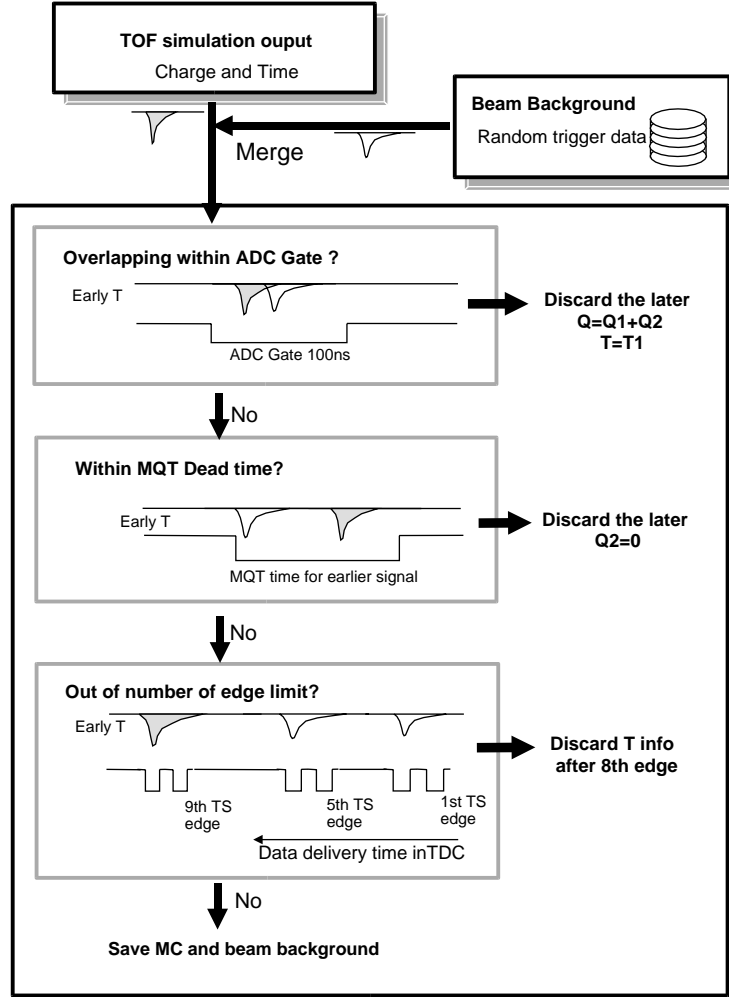 TOF simulation ouput
Charge and Time
Beam Background
Random trigger data
Merge
Overlapping within ADC Gate ?
Early T
ADC Gate 100ns
Discard the later
Q=Q1+Q2
T=T1
No
Within MQT Dead time?
Early T
MQT time for earlier signal
Discard the later
Q2=0
No
Out of number of edge limit?
Early T
9th TS
edge
5th TS
edge
1st TS
edge
Data delivery time inTDC
Discard T info
after 8th edge
No
Save MC and beam background